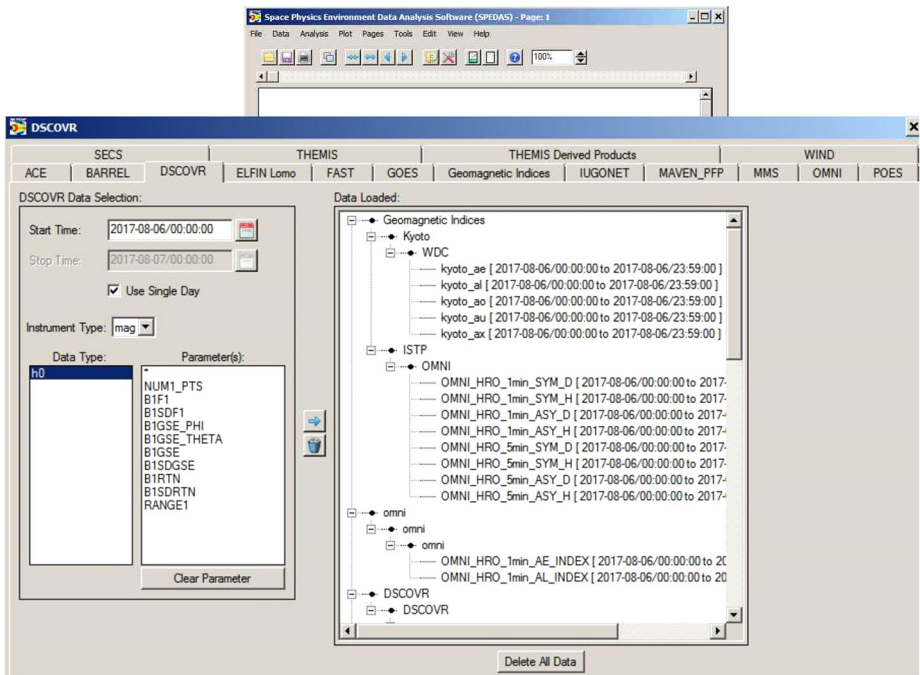 Space Physics Environment Data Analysis Software (SPEDAS) - Page: 1
File Data Analysis Plot Pages Tools Edit View Help
100%
DSCOVR
SECS THEMIS THEMIS Derived Products WIND
ACE BARREL DSCOVR ELFIN Lomo FAST GOES Geomagnetic Indices IUGONET MAVEN_PFP MMS OMNI POES
DSCOVR Data Selection:
Start Time: 2017-08-06/00:00:00
Stop Time: 2017-08-07/00:00:00
Use Single Day
Instrument Type: mag
Data Type: Parameter(s):
h0
*
NUM1_PTS
B1F1
B1SDF1
B1GSE_PHI
B1GSE_THETA
B1GSE
B1SDGSE
B1RTN
B1SDRTN
RANGE1
Clear Parameter
Data Loaded:
Geomagnetic Indices
Kyoto
WDC
kyoto_ae [ 2017-08-06/00:00:00 to 2017-08-06/23:59:00 ]
kyoto_al [ 2017-08-06/00:00:00 to 2017-08-06/23:59:00 ]
kyoto_ao [ 2017-08-06/00:00:00 to 2017-08-06/23:59:00 ]
kyoto_au [ 2017-08-06/00:00:00 to 2017-08-06/23:59:00 ]
kyoto_ax [ 2017-08-06/00:00:00 to 2017-08-06/23:59:00 ]
ISTP
OMNI
OMNI_HRO_1min_SYM_D [ 2017-08-06/00:00:00 to 2017-
OMNI_HRO_1min_SYM_H [ 2017-08-06/00:00:00 to 2017-
OMNI_HRO_1min_ASY_D [ 2017-08-06/00:00:00 to 2017-
OMNI_HRO_1min_ASY_H [ 2017-08-06/00:00:00 to 2017-
OMNI_HRO_5min_SYM_D [ 2017-08-06/00:00:00 to 2017-
OMNI_HRO_5min_SYM_H [ 2017-08-06/00:00:00 to 2017-
OMNI_HRO_5min_ASY_D [ 2017-08-06/00:00:00 to 2017-
OMNI_HRO_5min_ASY_H [ 2017-08-06/00:00:00 to 2017-
omni
omni
omni
OMNI_HRO_1min_AE_INDEX [ 2017-08-06/00:00:00 to 20
OMNI_HRO_1min_AL_INDEX [ 2017-08-06/00:00:00 to 20
DSCOVR
DSCOVR
Delete All Data